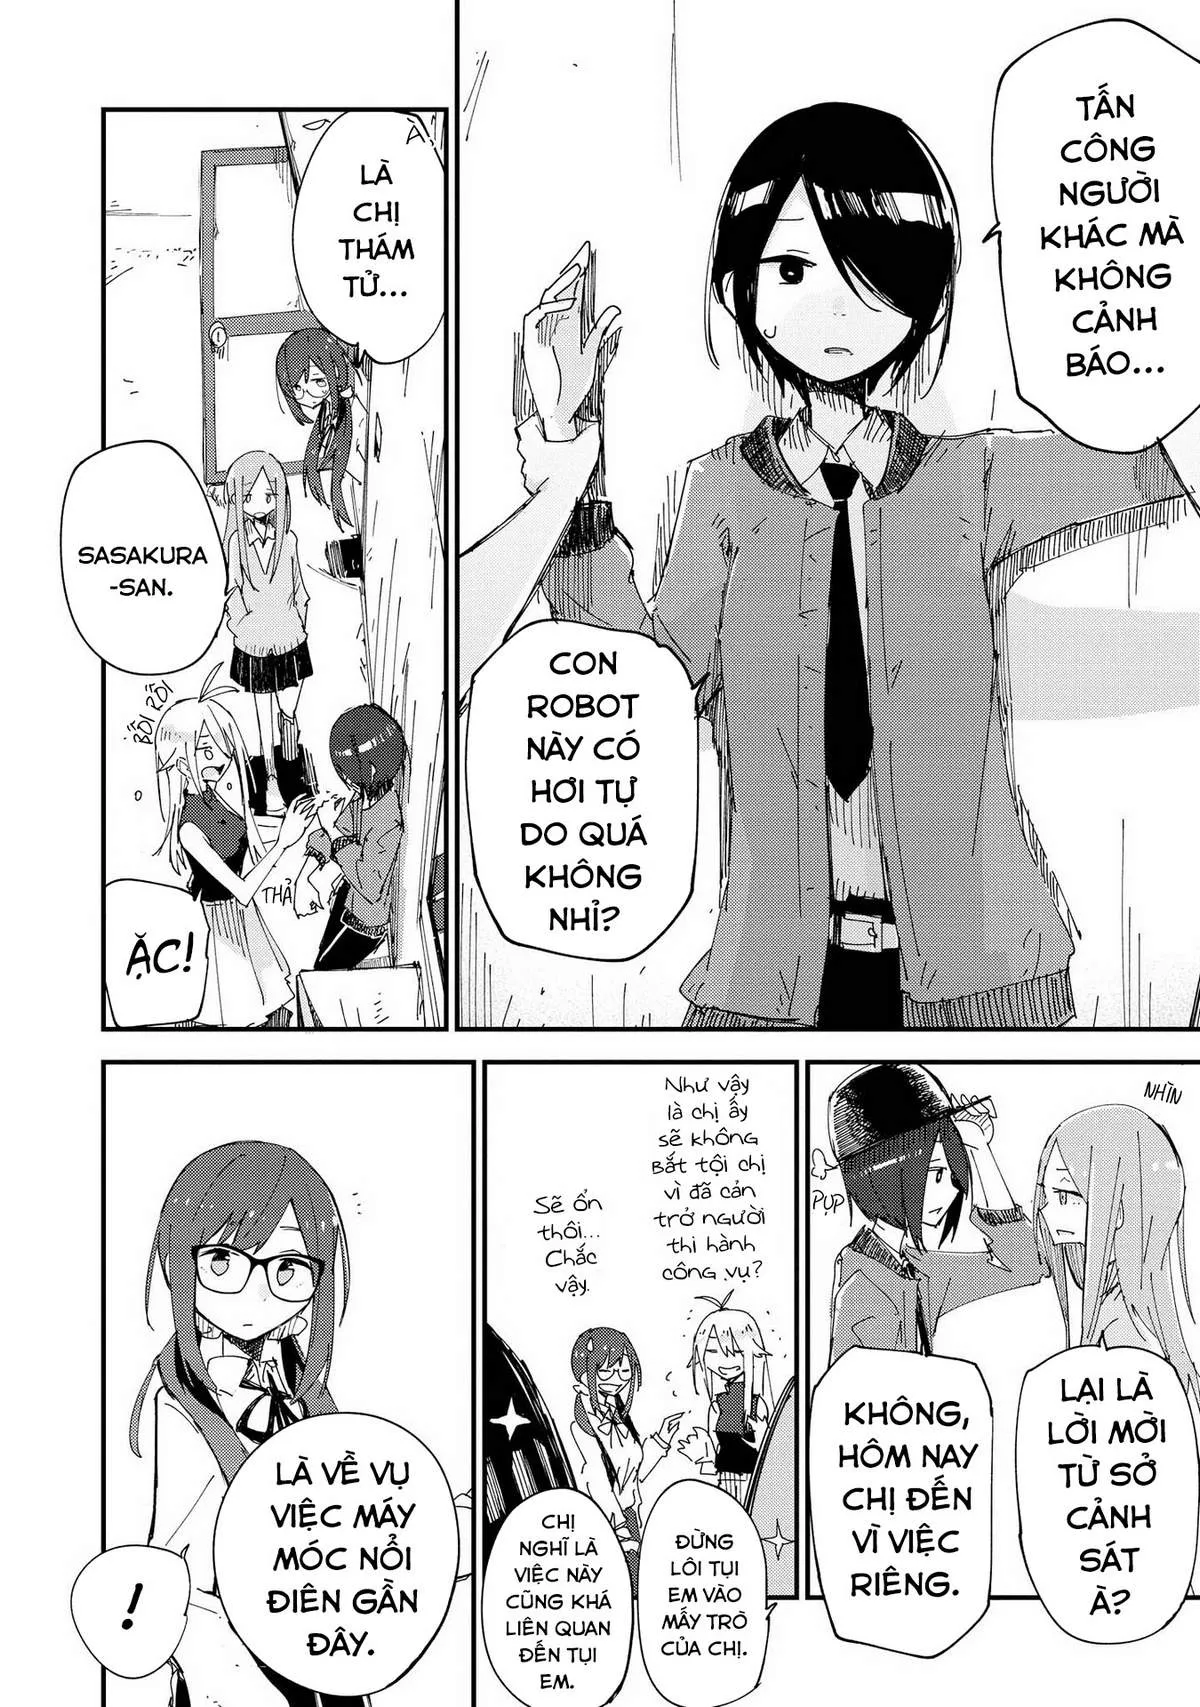 TẤN
CÔNG
NGƯỜI
KHÁC MÀ
KHÔNG
CẢNH
BÁO...
CON
ROBOT
NÀY CÓ
HƠI TỰ
DO QUÁ
KHÔNG
NHỈ?
A
LÀ
CHỊ
THÁM
TỬ...
SASAKURA
-SAN.
BỐI RỐI
THẢ
ẶC!
NHÌN
PỤP
LẠI LÀ
LỜI MỜI
TỪ SỞ
CẢNH
SÁT
À?
KHÔNG,
HÔM NAY
CHỊ ĐẾN
VÌ VIỆC
RIÊNG.
Như vậy
là chị ấy
sẽ không
bắt tội chị
vì đã cản
trở người
thi hành
công vụ?
Sẽ ổn
thôi...
Chắc
vậy.
ĐỪNG
LÔI TỤI
EM VÀO
MẤY TRÒ
CỦA CHỊ.
CHỊ
NGHĨ LÀ
VIỆC NÀY
CŨNG KHÁ
LIÊN QUAN
ĐẾN TỤI
EM.
LÀ VỀ VỤ
VIỆC MÁY
MÓC NỔI
ĐIÊN GẦN
ĐÂY.
!